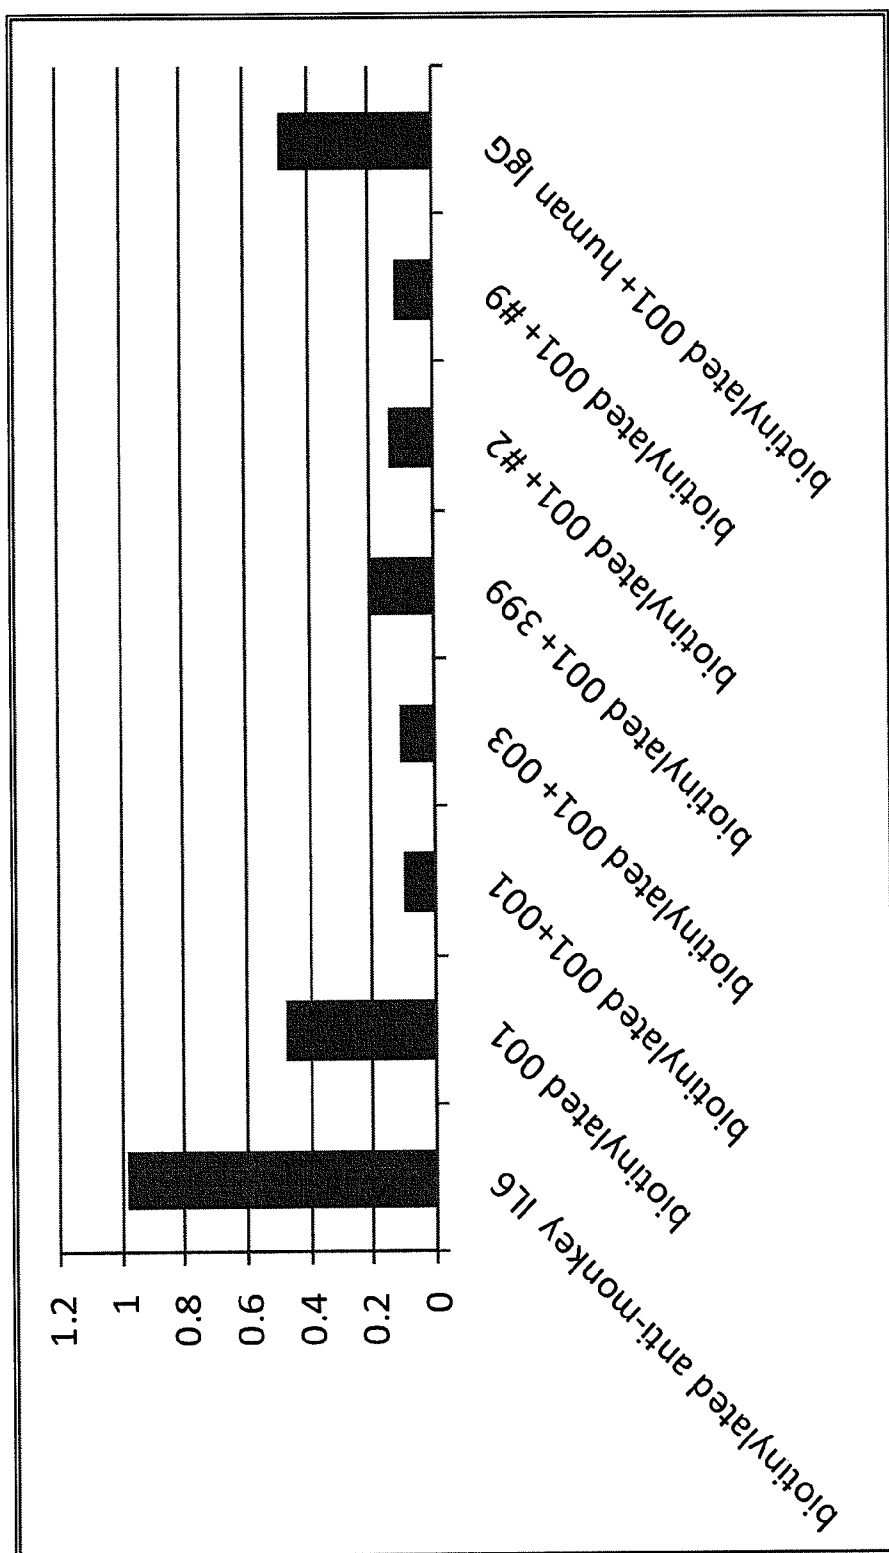 1.2
1
0.8
0.6
0.4
0.2
0
biotinylated anti-monkey IL6
biotinylated 001
biotinylated 001+001
biotinylated 001+ 003
biotinylated 001+ 399
biotinylated 001+ #2
biotinylated 001+ #9
biotinylated 001+ human IgG